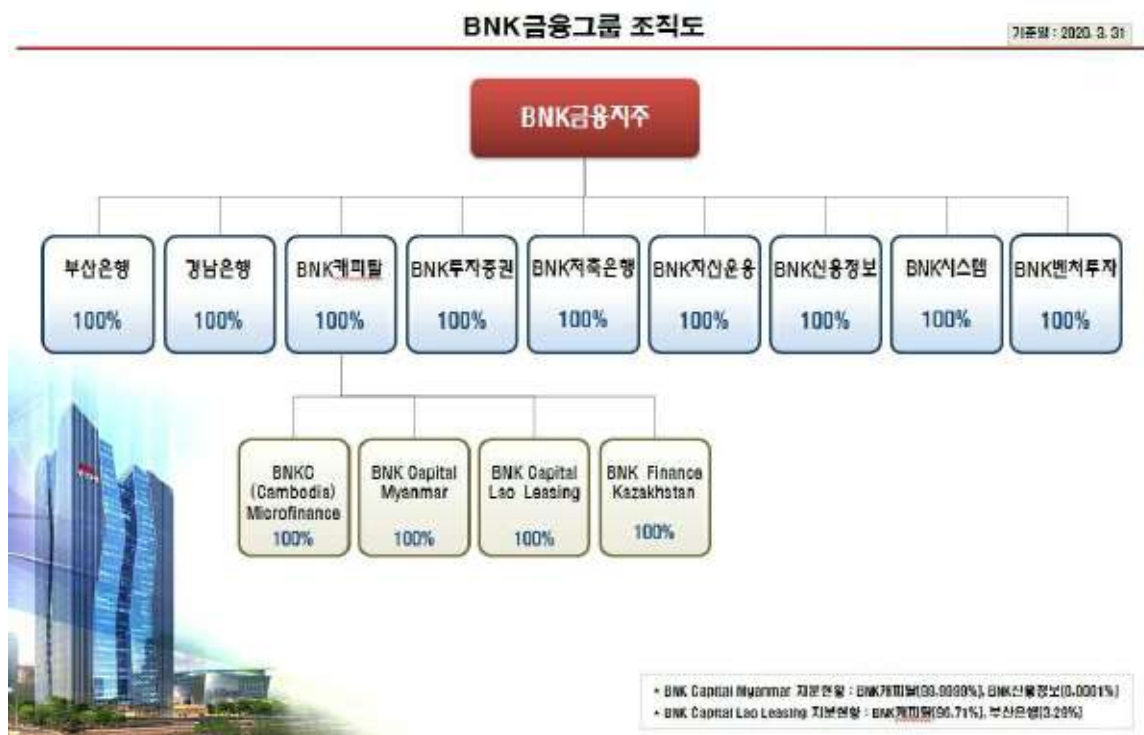 BNK금융그룹 조직도
기준일 : 2020. 3. 31
BNK금융지주
부산은행
100%
경남은행
100%
BNK캐피탈
100%
BNK투자증권
100%
BNK저축은행
100%
BNK자산운용
100%
BNK신용정보
100%
BNK시스템
100%
BNK벤처투자
100%
BNKC
(Cambodia)
Microfinance
100%
BNK Capital
Myanmar
100%
BNK Capital
Lao Leasing
100%
BNK Finance
Kazakhstan
100%
* BNK Capital Myanmar 지분현황 : BNK캐피탈(99.9999%), BNK신용정보(0.0001%)
* BNK Capital Lao Leasing 지분현황 : BNK캐피탈(96.71%), 부산은행(3.29%)